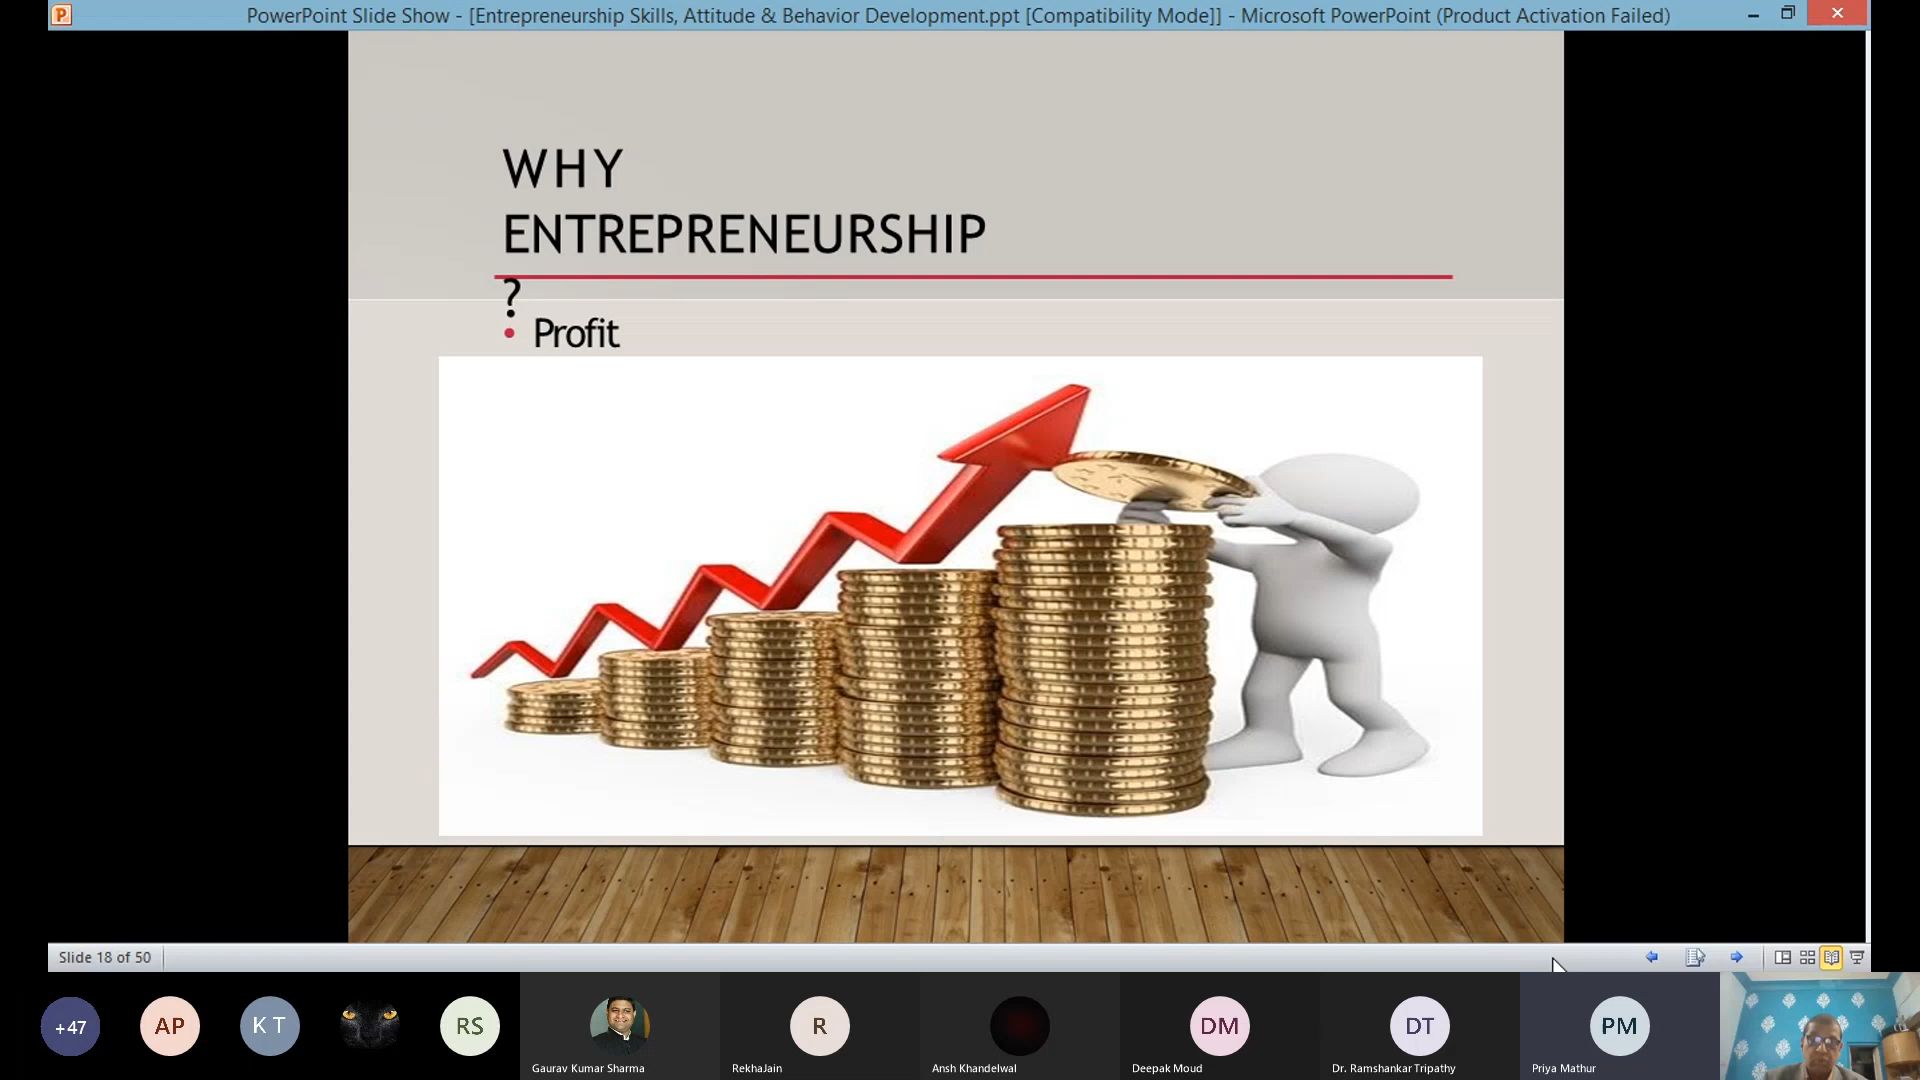 PowerPoint Slide Show - [Entrepreneurship Skills, Attitude & Behavior Development.ppt [Compatibility Mode]] - Microsoft PowerPoint (Product Activation Failed)
WHY
ENTREPRENEURSHIP
?
• Profit
Slide 18 of 50
+47
AP
K T
RS
R
DM
DT
PM
Gaurav Kumar Sharma
RekhaJain
Ansh Khandelwal
Deepak Moud
Dr. Ramshankar Tripathy
Priya Mathur